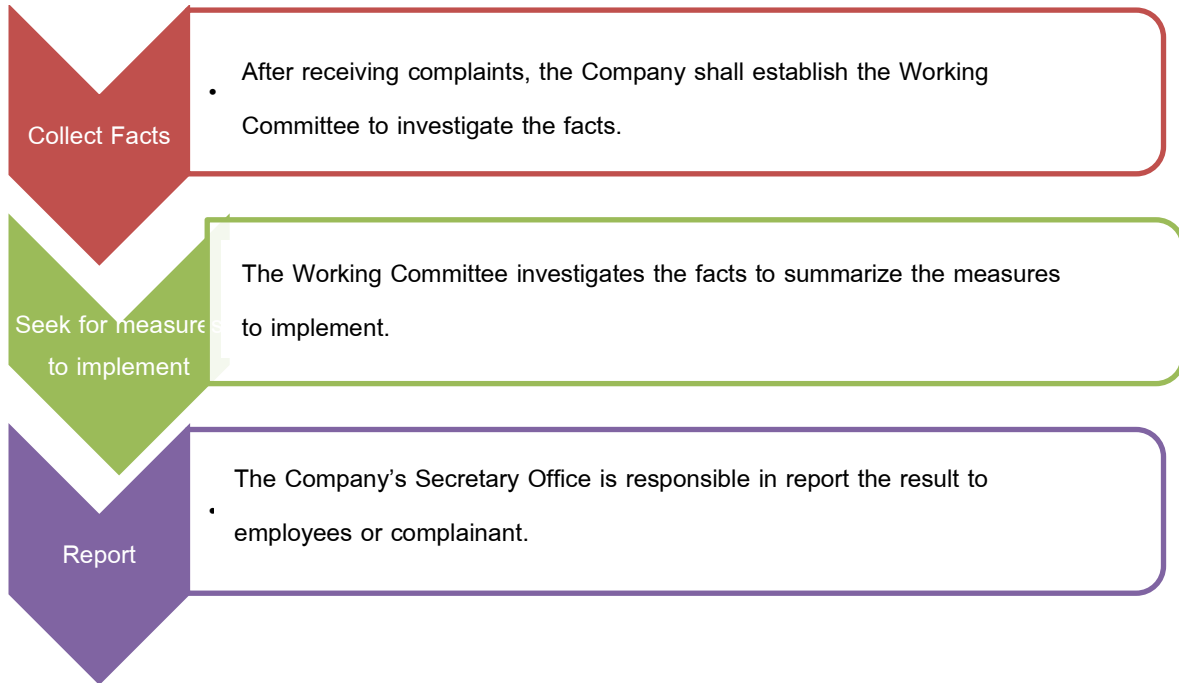 Collect Facts
• After receiving complaints, the Company shall establish the Working
Committee to investigate the facts.
Seek for measures
to implement
The Working Committee investigates the facts to summarize the measures
to implement.
Report
• The Company’s Secretary Office is responsible in report the result to
employees or complainant.